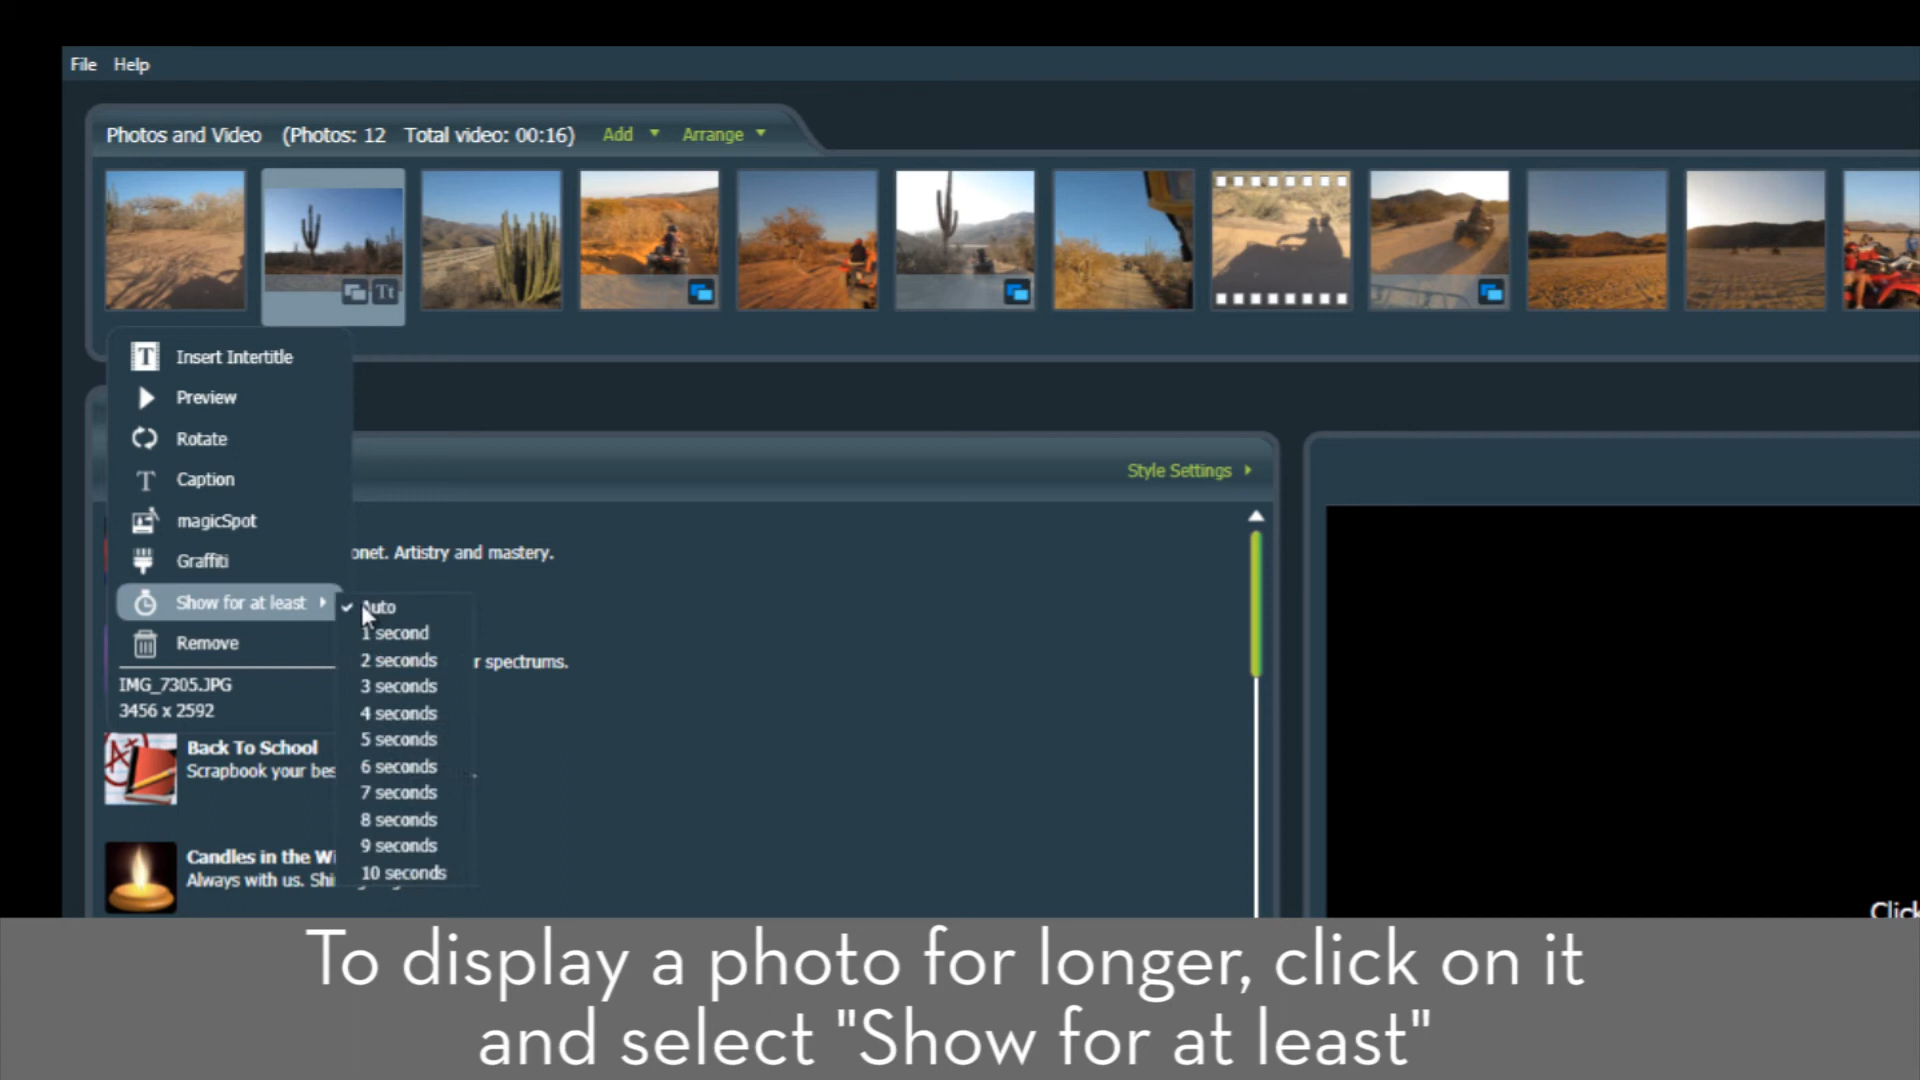 File Help
Photos and Video (Photos: 12 Total video: 00:16) Add Arrange
Tt
T Insert Intertitle
Preview
Rotate
T Caption
magicSpot
Graffiti
Show for at least
Remove
IMG_7305.JPG
3456 x 2592
Auto
1 second
2 seconds
3 seconds
4 seconds
5 seconds
6 seconds
7 seconds
8 seconds
9 seconds
10 seconds
Style Settings
onet. Artistry and mastery.
r spectrums.
Back To School
Scrapbook your bes
Candles in the Wi
Always with us. Shi
Click
To display a photo for longer, click on it
and select "Show for at least"